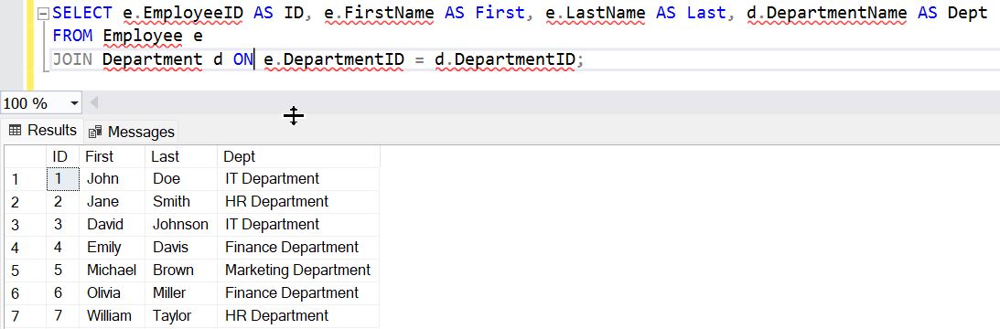 SELECT e.EmployeeID AS ID, e.FirstName AS First, e.LastName AS Last, d.DepartmentName AS Dept
FROM Employee e
JOIN Department d ON e.DepartmentID = d.DepartmentID;
100 %
Results Messages
ID First Last Dept
1 1 John Doe IT Department
2 2 Jane Smith HR Department
3 3 David Johnson IT Department
4 4 Emily Davis Finance Department
5 5 Michael Brown Marketing Department
6 6 Olivia Miller Finance Department
7 7 William Taylor HR Department